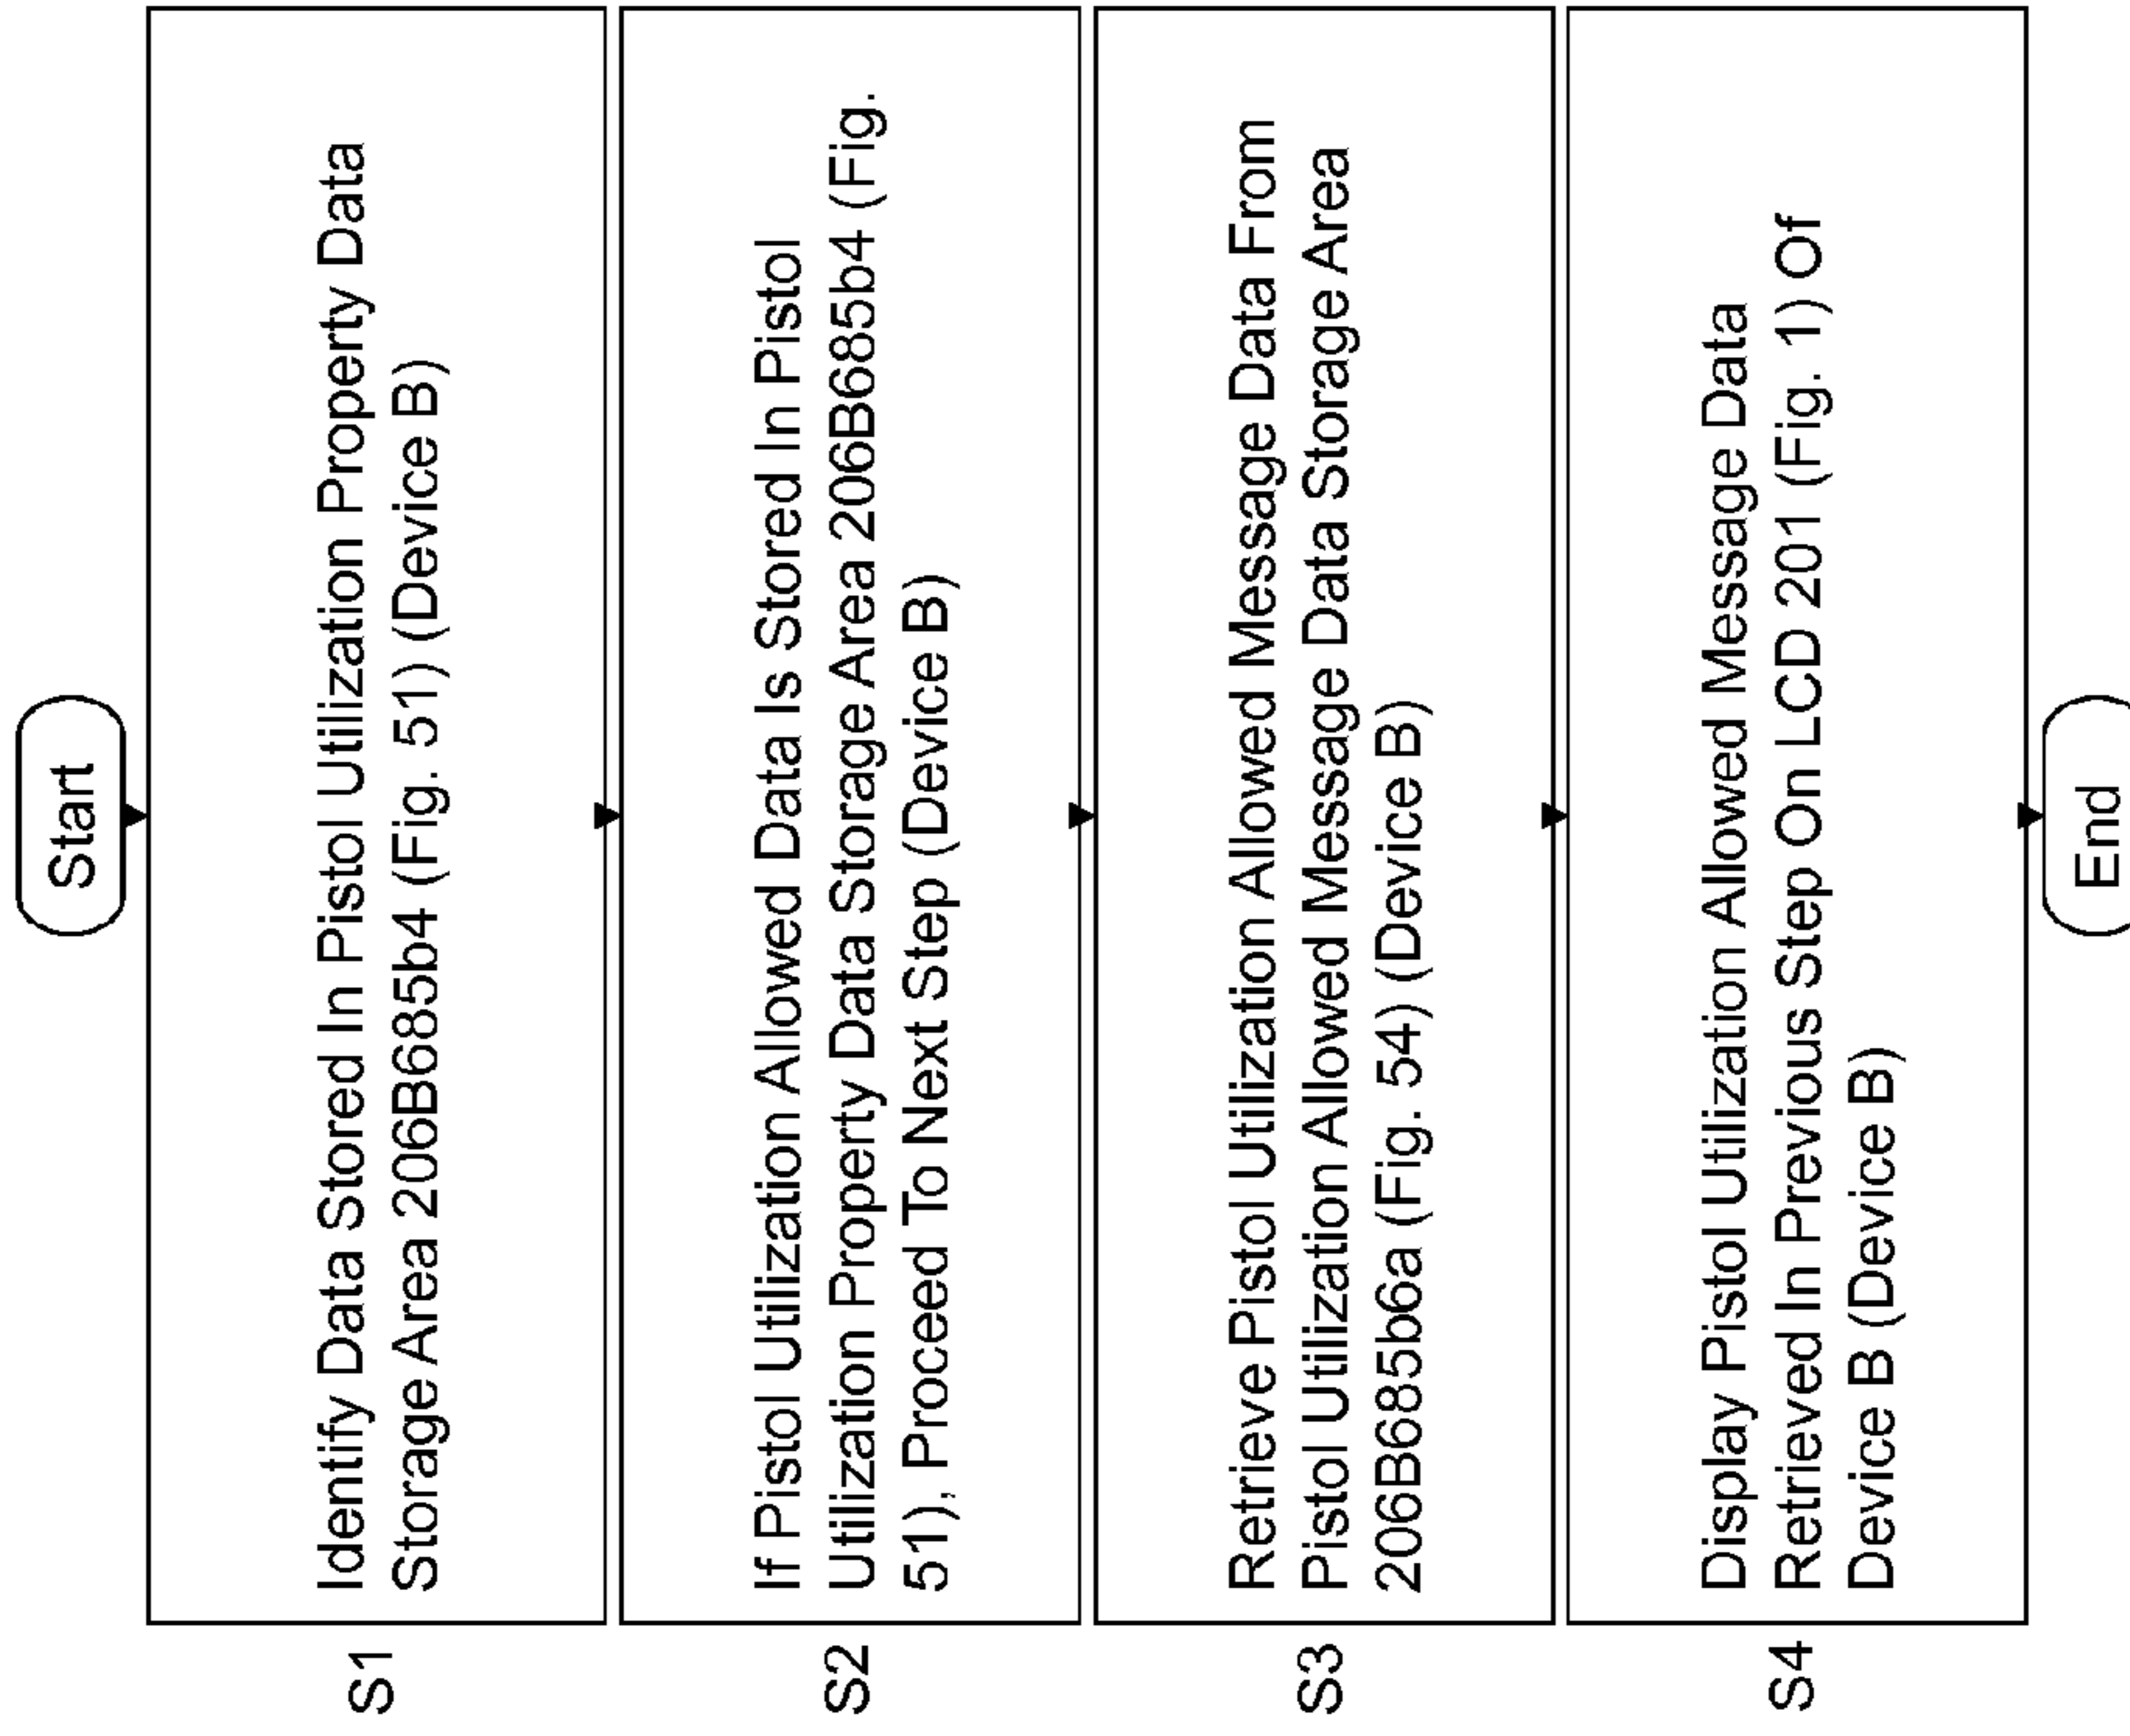 Start
S1
Identify Data Stored In Pistol Utilization Property Data
Storage Area 206B685b4 (Fig. 51) (Device B)
S2
If Pistol Utilization Allowed Data Is Stored In Pistol
Utilization Property Data Storage Area 206B685b4 (Fig.
51), Proceed To Next Step (Device B)
S3
Retrieve Pistol Utilization Allowed Message Data From
Pistol Utilization Allowed Message Data Storage Area
206B685b6a (Fig. 54) (Device B)
S4
Display Pistol Utilization Allowed Message Data
Retrieved In Previous Step On LCD 201 (Fig. 1) Of
Device B (Device B)
End